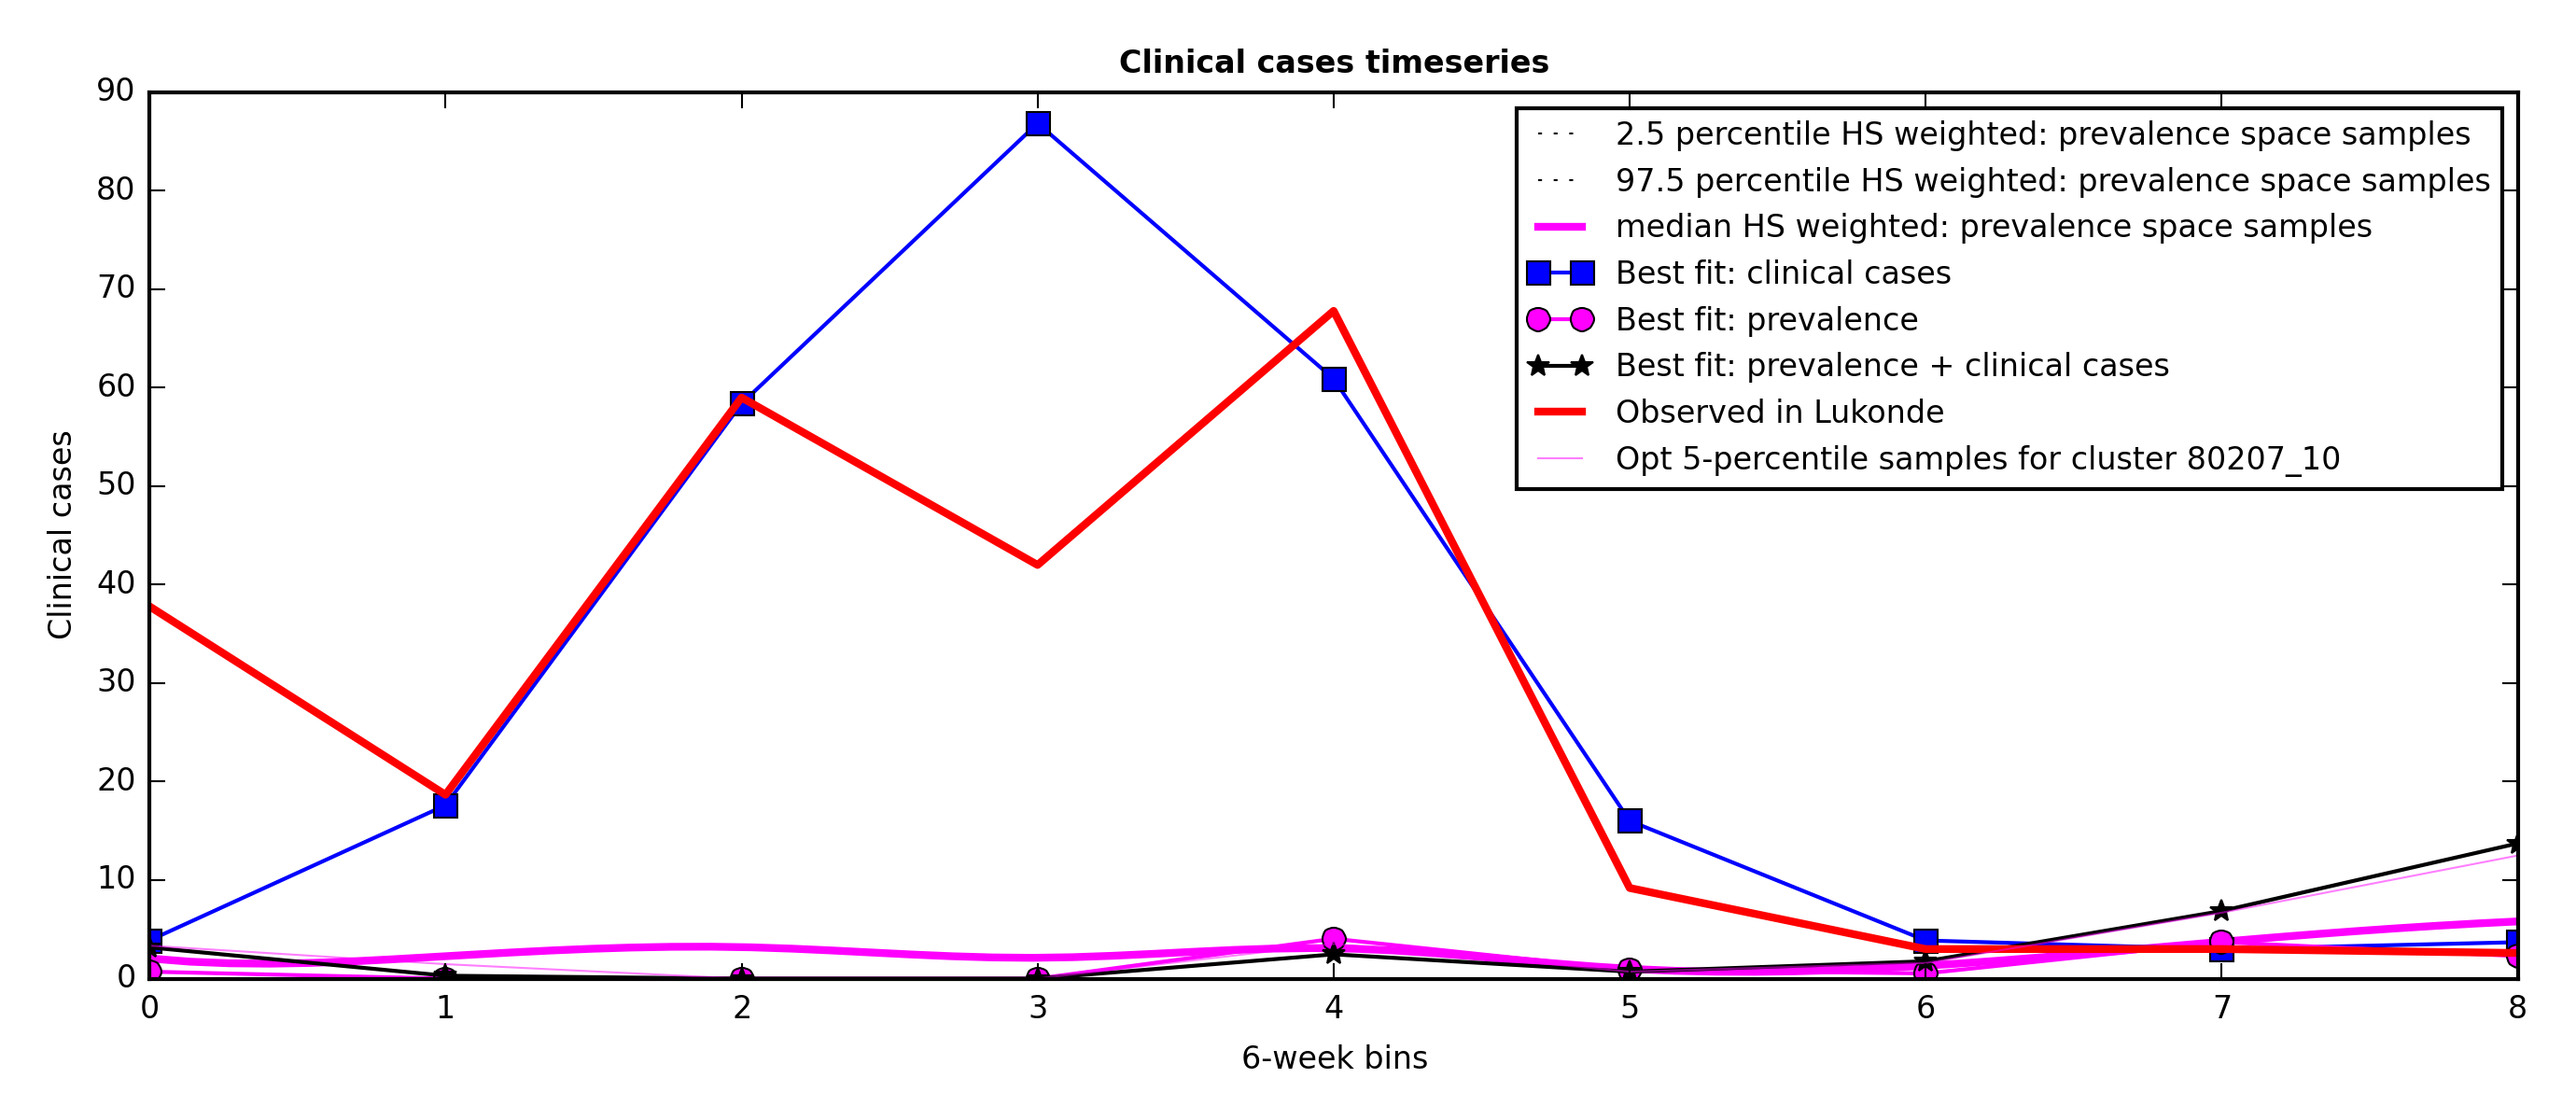 Clinical cases timeseries
90
80
70
60
50
40
30
20
10
0
Clinical cases
2.5 percentile HS weighted: prevalence space samples
97.5 percentile HS weighted: prevalence space samples
median HS weighted: prevalence space samples
Best fit: clinical cases
Best fit: prevalence
Best fit: prevalence + clinical cases
Observed in Lukonde
Opt 5-percentile samples for cluster 80207_10
0 1 2 3 4 5 6 7 8
6-week bins